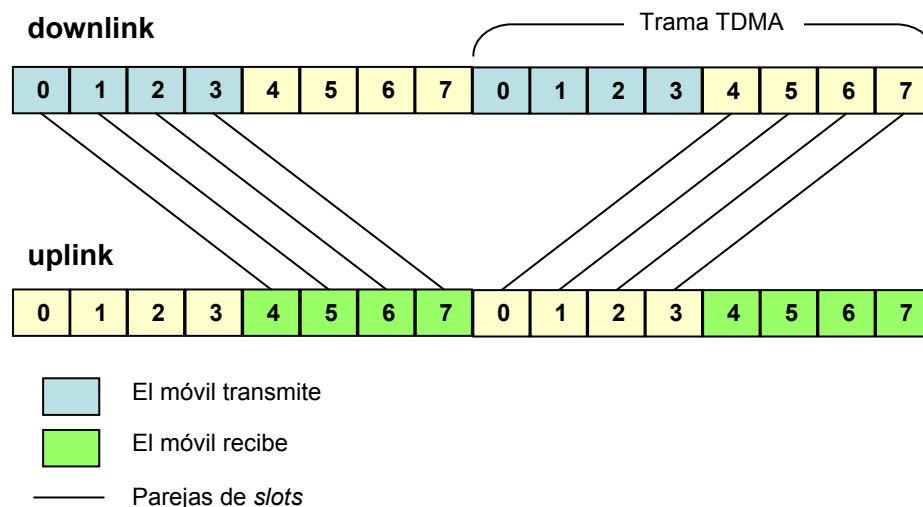 Trama TDMA
downlink
0 1 2 3 4 5 6 7 0 1 2 3 4 5 6 7
uplink
0 1 2 3 4 5 6 7 0 1 2 3 4 5 6 7
El móvil transmite
El móvil recibe
Parejas de slots